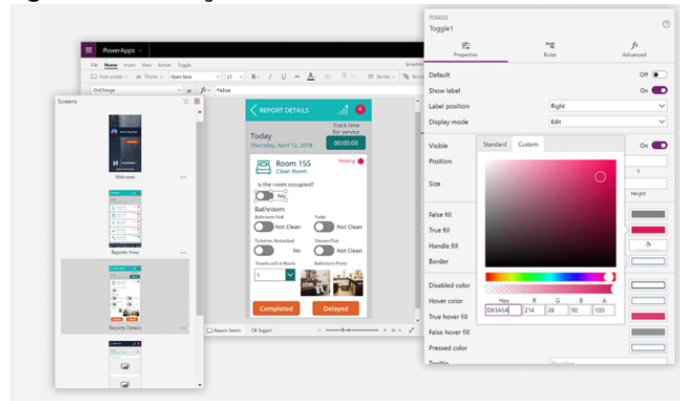 TOGGLE
Toggle1
Properties
Rules
Advanced
Default
Off
Show label
On
Label position
Right
Display mode
Edit
Visible
On
Position
Y
Size
Height
False fill
True fill
Handle fill
Border
Disabled color
Hover color
True hover fill
False hover fill
Pressed color
Tooltip
Standard
Custom
Hex
R
G
B
A
D61A5A
214
26
90
100
PowerApps
File
Home
Insert
View
Action
Toggle
New screen
Theme
Open Sans
21
B
Border
OnChange
fx
false
Screens
Welcome
Reports View
Reports Details
REPORT DETAILS
Today
Thursday, April 12, 2018
Track time
for service
00:00:00
Room 155
Clean Room
Pending
Is the room occupied?
No
Bathroom
Bathroom Sink
Toilet
Not Clean
Not Clean
Toiletries Restocked
Shower/Tub
No
Not Clean
Towels Left in Room
Bathroom Photo
1
Completed
Delayed
Reports Details
Toggle1